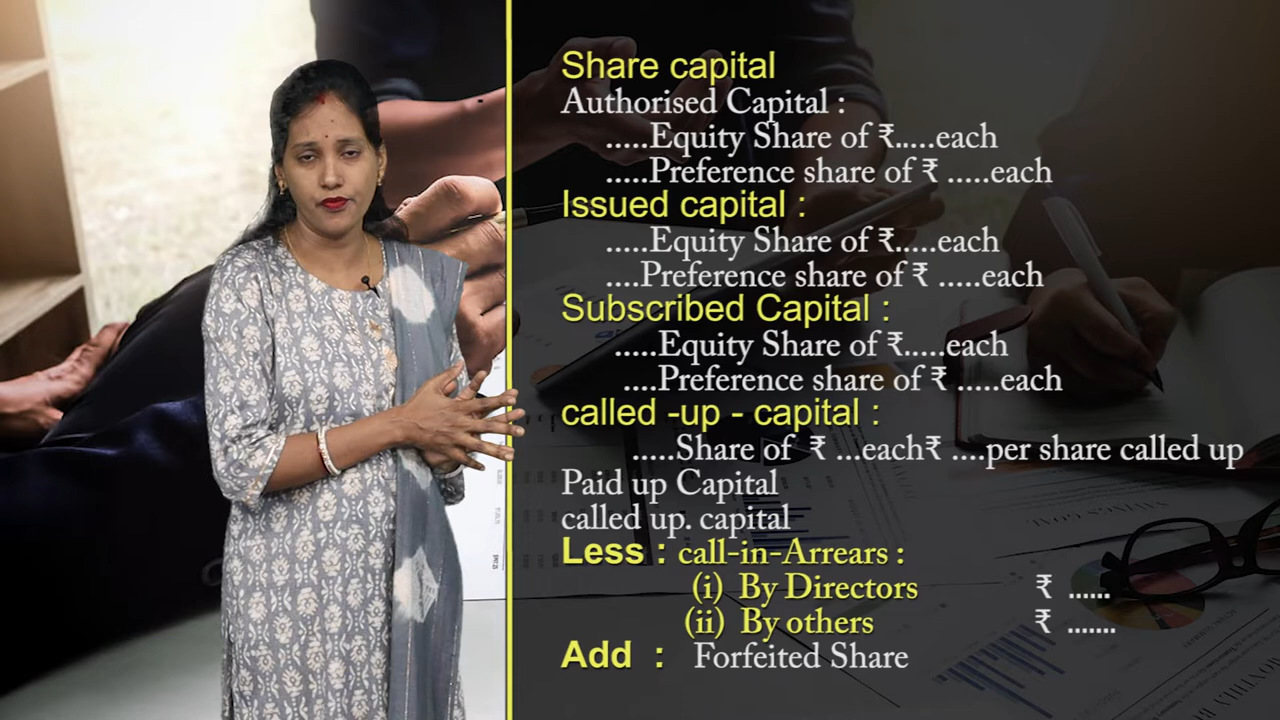 Share capital
Authorised Capital :
.....Equity Share of ₹.....each
.....Preference share of ₹ .....each
Issued capital :
.....Equity Share of ₹.....each
....Preference share of ₹ .....each
Subscribed Capital :
.....Equity Share of ₹.....each
....Preference share of ₹ .....each
called -up - capital :
.....Share of ₹ ...each₹ ....per share called up
Paid up Capital
called up. capital
Less : call-in-Arrears :
(i) By Directors ₹ ......
(ii) By others ₹ .......
Add : Forfeited Share